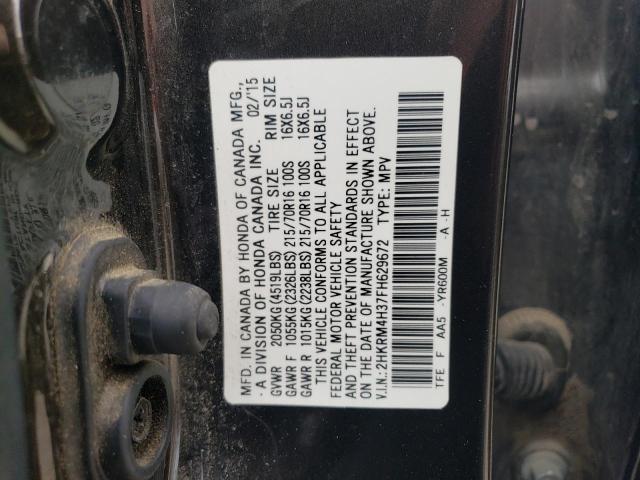 MFD. IN CANADA BY HONDA OF CANADA MFG.,
- A DIVISION OF HONDA CANADA INC. 02/'15
GVWR 2050KG (4519LBS) TIRE SIZE RIM SIZE
GAWR F 1055KG (2326LBS) 215/70R16 100S 16X6.5J
GAWR R 1015KG (2238LBS) 215/70R16 100S 16X6.5J
THIS VEHICLE CONFORMS TO ALL APPLICABLE
FEDERAL MOTOR VEHICLE SAFETY
AND THEFT PREVENTION STANDARDS IN EFFECT
ON THE DATE OF MANUFACTURE SHOWN ABOVE.
V.I.N.: 2HKRM4H37FH629672 TYPE: MPV
TFE F AA5 -YR600M -A -H